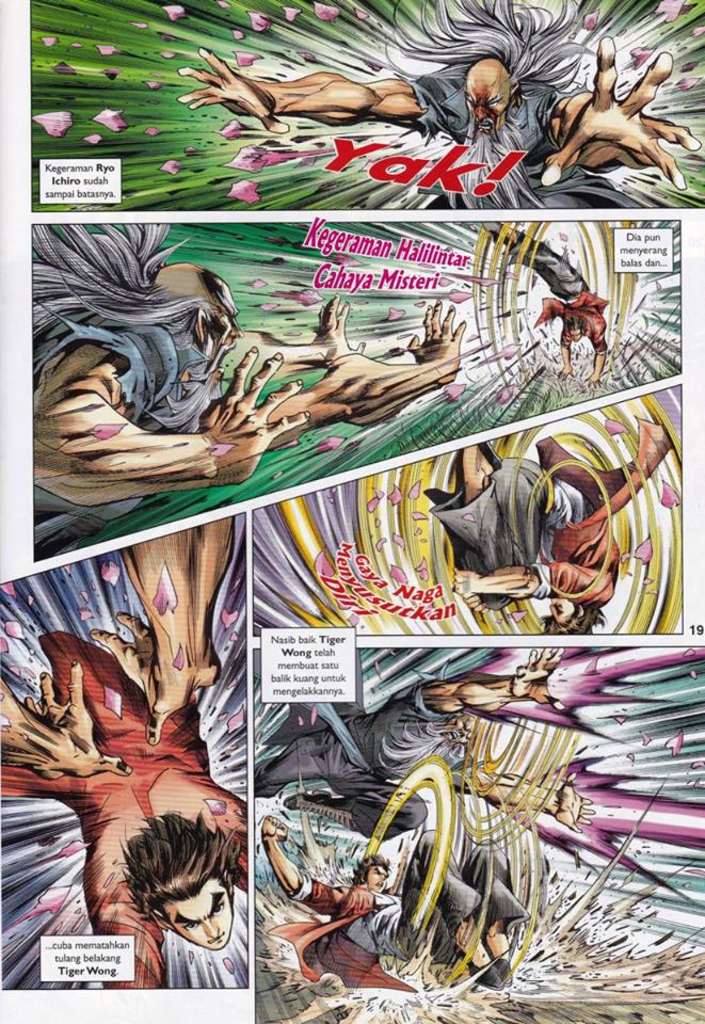 Yak!
Kegeraman Ryo
Ichiro sudah
sampai batasnya.
Kegeraman Halilintar
Cahaya Misteri
Dia pun
menyerang
balas dan...
Gaya Naga
Menyusutkan
Diri
19
Nasib baik Tiger
Wong telah
membuat satu
balik kuang untuk
mengelakkannya.
...cuba mematahkan
tulang belakang
Tiger Wong.